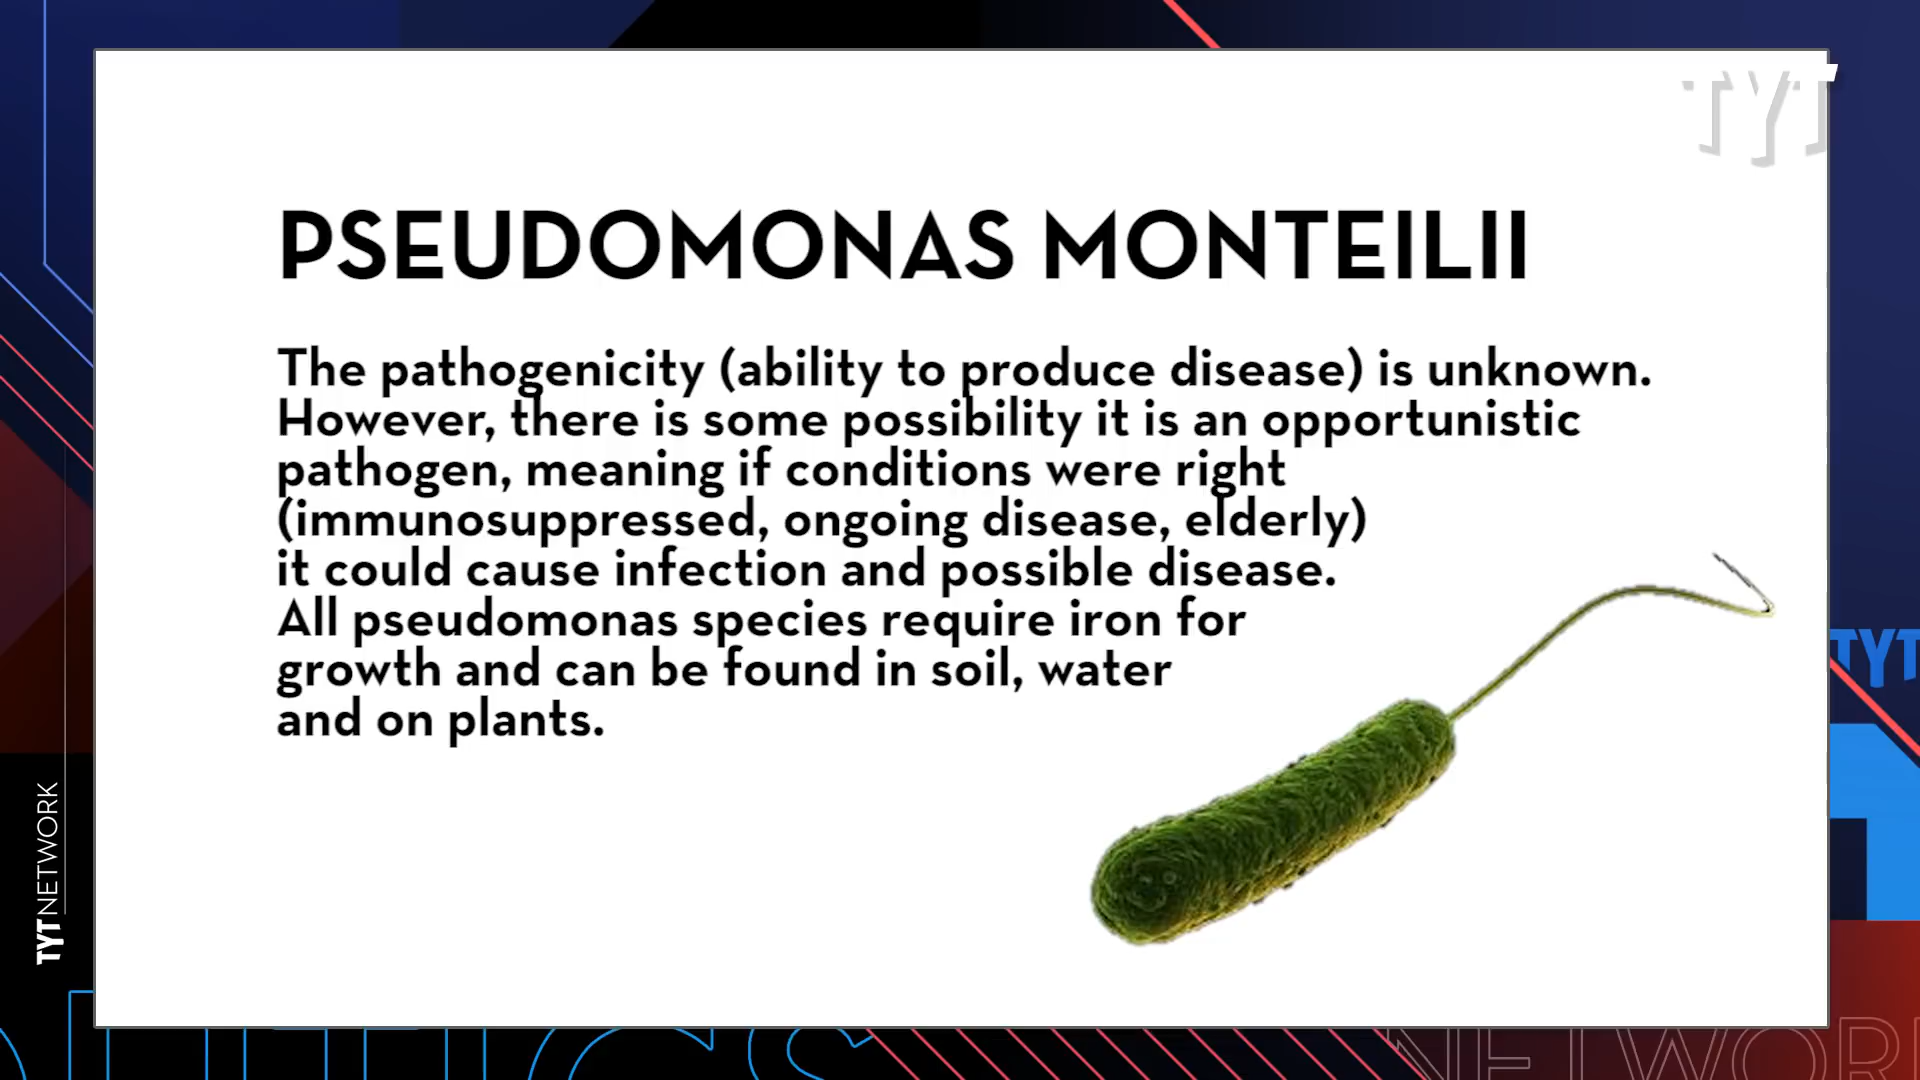 TYT
PSEUDOMONAS MONTEILII
The pathogenicity (ability to produce disease) is unknown.
However, there is some possibility it is an opportunistic
pathogen, meaning if conditions were right
(immunosuppressed, ongoing disease, elderly)
it could cause infection and possible disease.
All pseudomonas species require iron for
growth and can be found in soil, water
and on plants.
TYT
TYTNETWORK
NETWOR